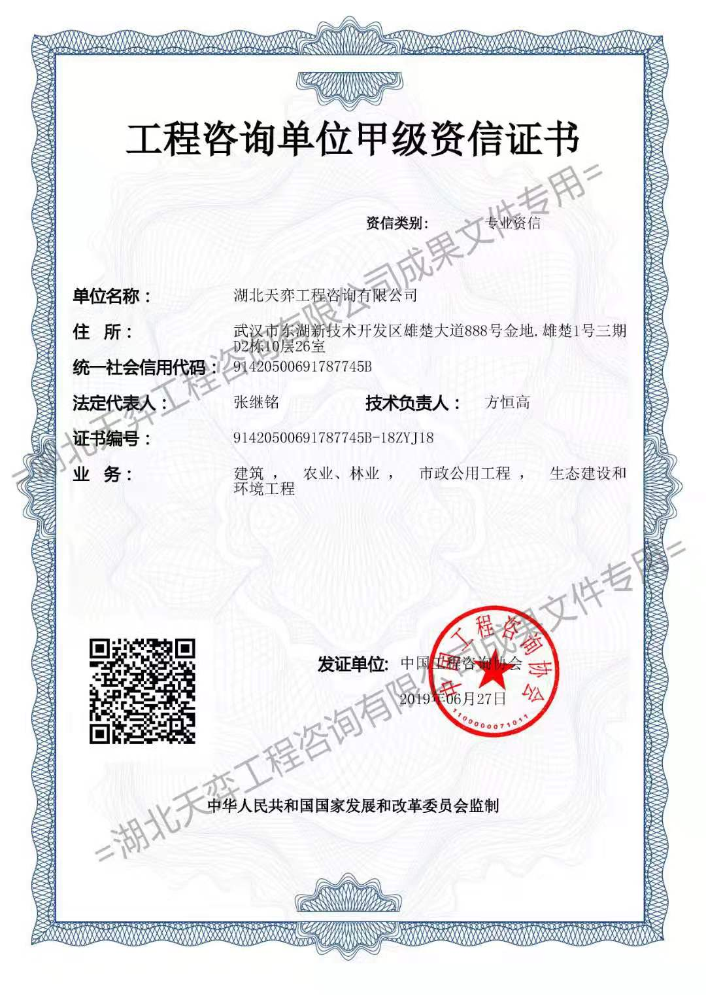 工程咨询单位甲级资信证书
资信类别： 专业资信
单位名称： 湖北天弈工程咨询有限公司
住 所： 武汉市东湖新技术开发区雄楚大道888号金地.雄楚1号三期
D2栋10层26室
统一社会信用代码： 91420500691787745B
法定代表人： 张继铭 技术负责人： 方恒高
证书编号： 91420500691787745B-18ZYJ18
业 务： 建筑， 农业、林业， 市政公用工程， 生态建设和
环境工程
发证单位: 中国工程咨询协会
2019年06月27日
中国工程咨询协会
1100000071011
中华人民共和国国家发展和改革委员会监制
=湖北天弈工程咨询有限公司成果文件专用=
=湖北天弈工程咨询有限公司成果文件专用=